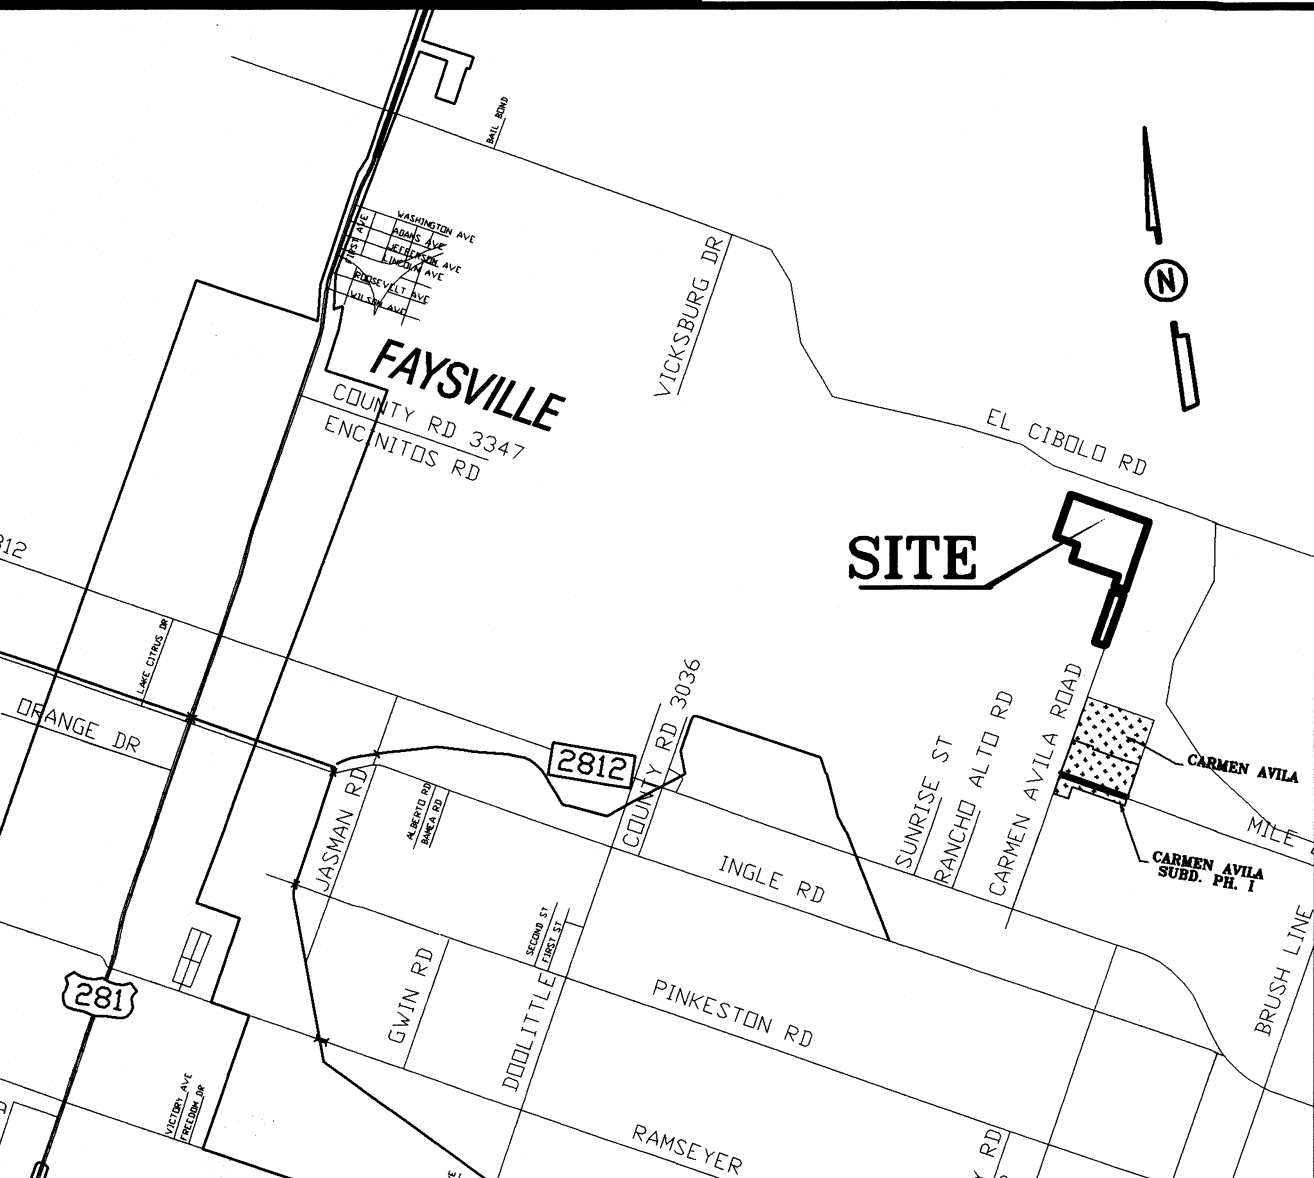 BAIL BOND
WASHINGTON AVE
ADAMS AVE
JEFFERSON AVE
LINCOLN AVE
FIRST AVE
ROOSEVELT AVE
WILSON AVE
VICKSBURG DR
N
FAYSVILLE
COUNTY RD 3347
ENCINITOS RD
EL CIBOLO RD
SITE
LAKE CITRUS DR
ORANGE DR
2812
COUNTY RD 3036
JASMAN RD
ALBERTO RD
BAMEA RD
SUNRISE ST
RANCHO ALTO RD
CARMEN AVILA ROAD
CARMEN AVILA
MILE
CARMEN AVILA
SUBD. PH. I
INGLE RD
SECOND ST
FIRST ST
BRUSH LINE
281
GWIN RD
DOOLITTLE
PINKESTON RD
VICTORY AVE
FREEDOM DR
RAMSEYER
RD